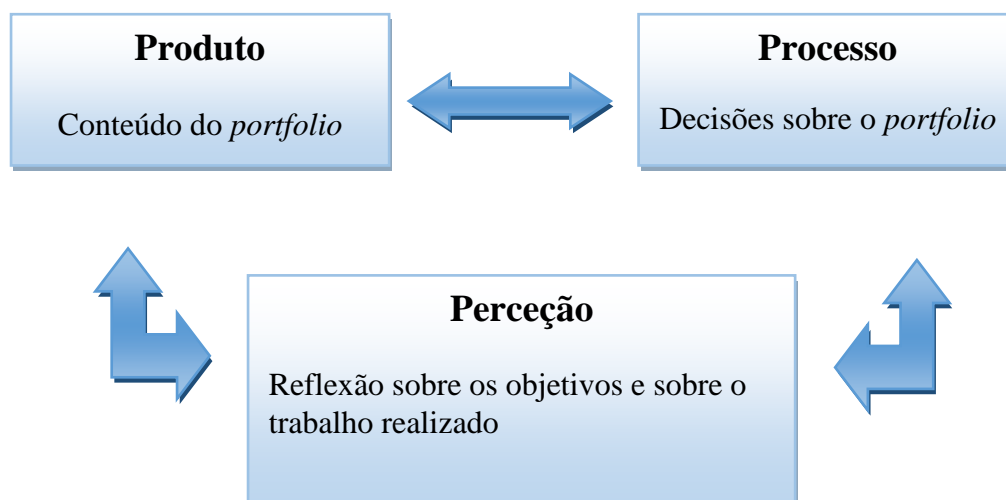 Produto
Conteúdo do portfolio
Processo
Decisões sobre o portfolio
Perceção
Reflexão sobre os objetivos e sobre o
trabalho realizado